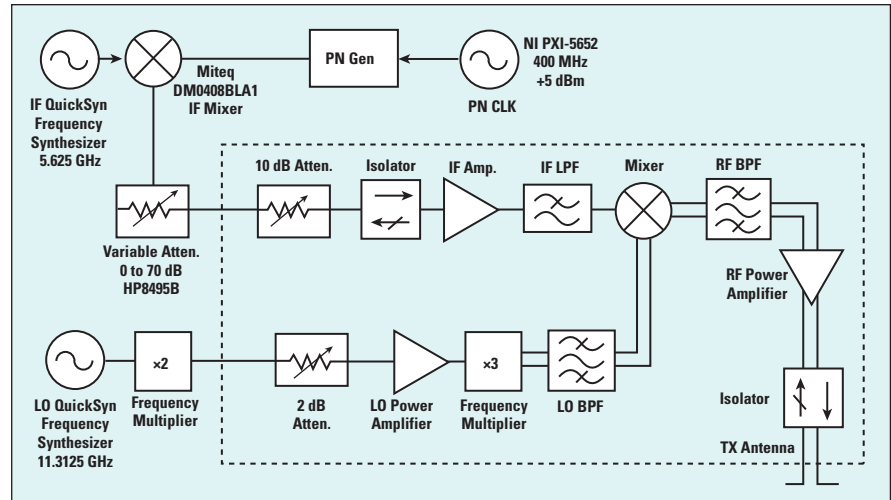 NI PXI-5652
400 MHz
+5 dBm
PN Gen
PN CLK
Miteq
DM0408BLA1
IF Mixer
IF QuickSyn
Frequency
Synthesizer
5.625 GHz
10 dB Atten.
Isolator
IF Amp.
IF LPF
Mixer
RF BPF
Variable Atten.
0 to 70 dB
HP8495B
RF Power
Amplifier
×2
×3
LO QuickSyn
Frequency
Synthesizer
11.3125 GHz
Frequency
Multiplier
2 dB
Atten.
LO Power
Amplifier
Frequency
Multiplier
LO BPF
Isolator
TX Antenna